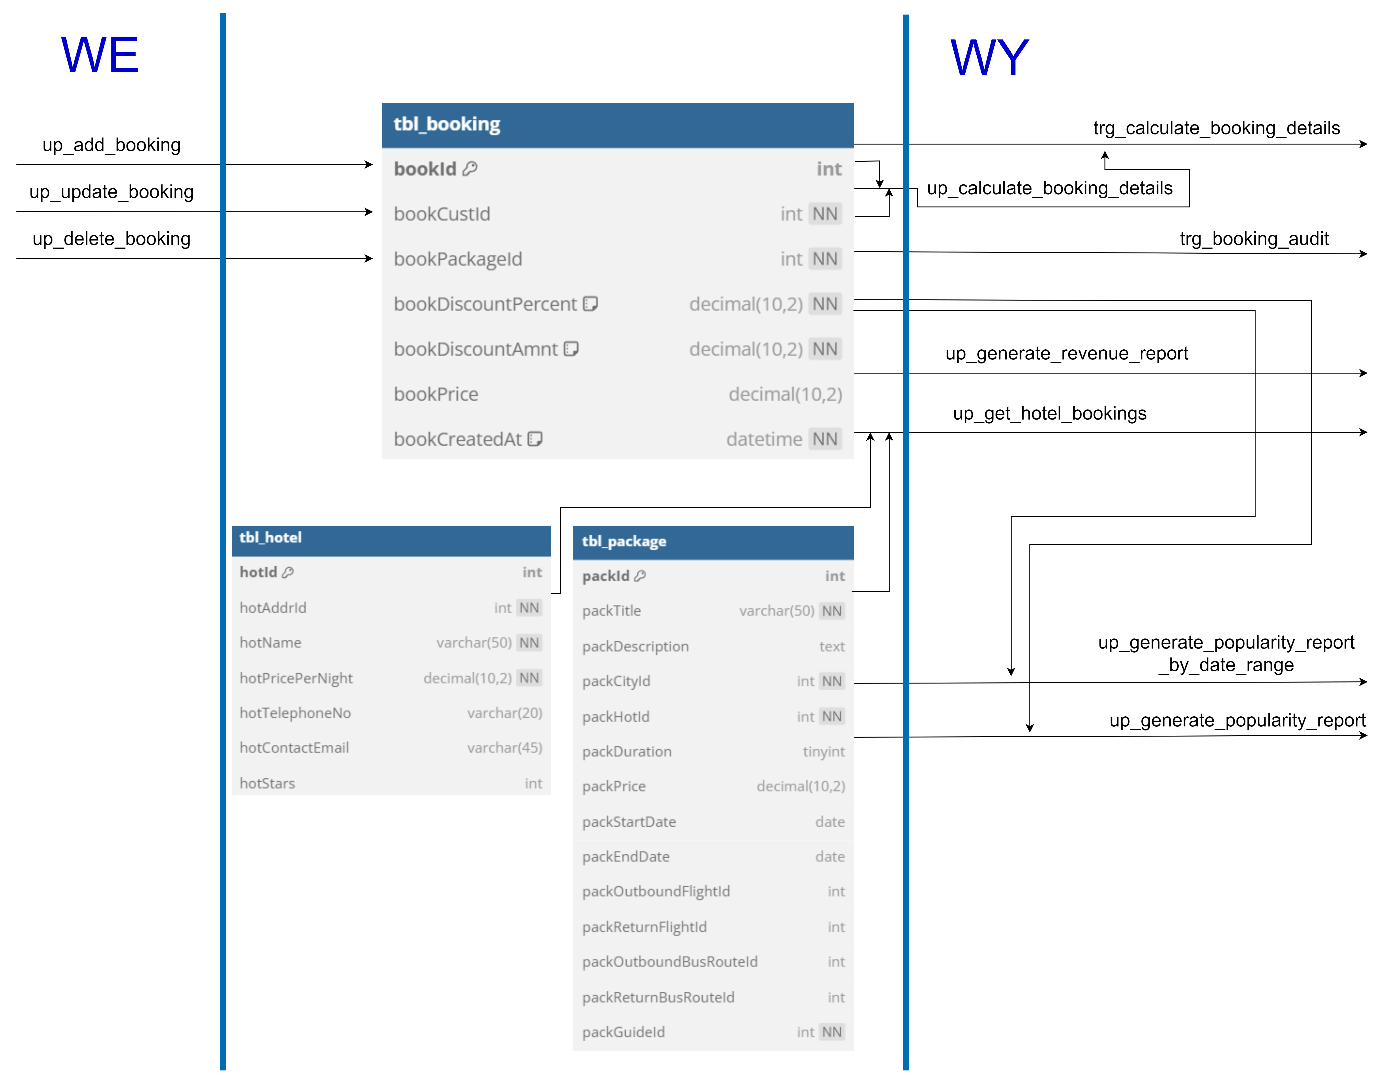 WE
WY
up_add_booking
up_update_booking
up_delete_booking
tbl_booking
bookId int
bookCustId int NN
bookPackageId int NN
bookDiscountPercent decimal(10,2) NN
bookDiscountAmnt decimal(10,2) NN
bookPrice decimal(10,2)
bookCreatedAt datetime NN
trg_calculate_booking_details
up_calculate_booking_details
trg_booking_audit
up_generate_revenue_report
up_get_hotel_bookings
up_generate_popularity_report
_by_date_range
up_generate_popularity_report
tbl_hotel
hotId int
hotAddrId int NN
hotName varchar(50) NN
hotPricePerNight decimal(10,2) NN
hotTelephoneNo varchar(20)
hotContactEmail varchar(45)
hotStars int
tbl_package
packId int
packTitle varchar(50) NN
packDescription text
packCityId int NN
packHotId int NN
packDuration tinyint
packPrice decimal(10,2)
packStartDate date
packEndDate date
packOutboundFlightId int
packReturnFlightId int
packOutboundBusRouteId int
packReturnBusRouteId int
packGuideId int NN